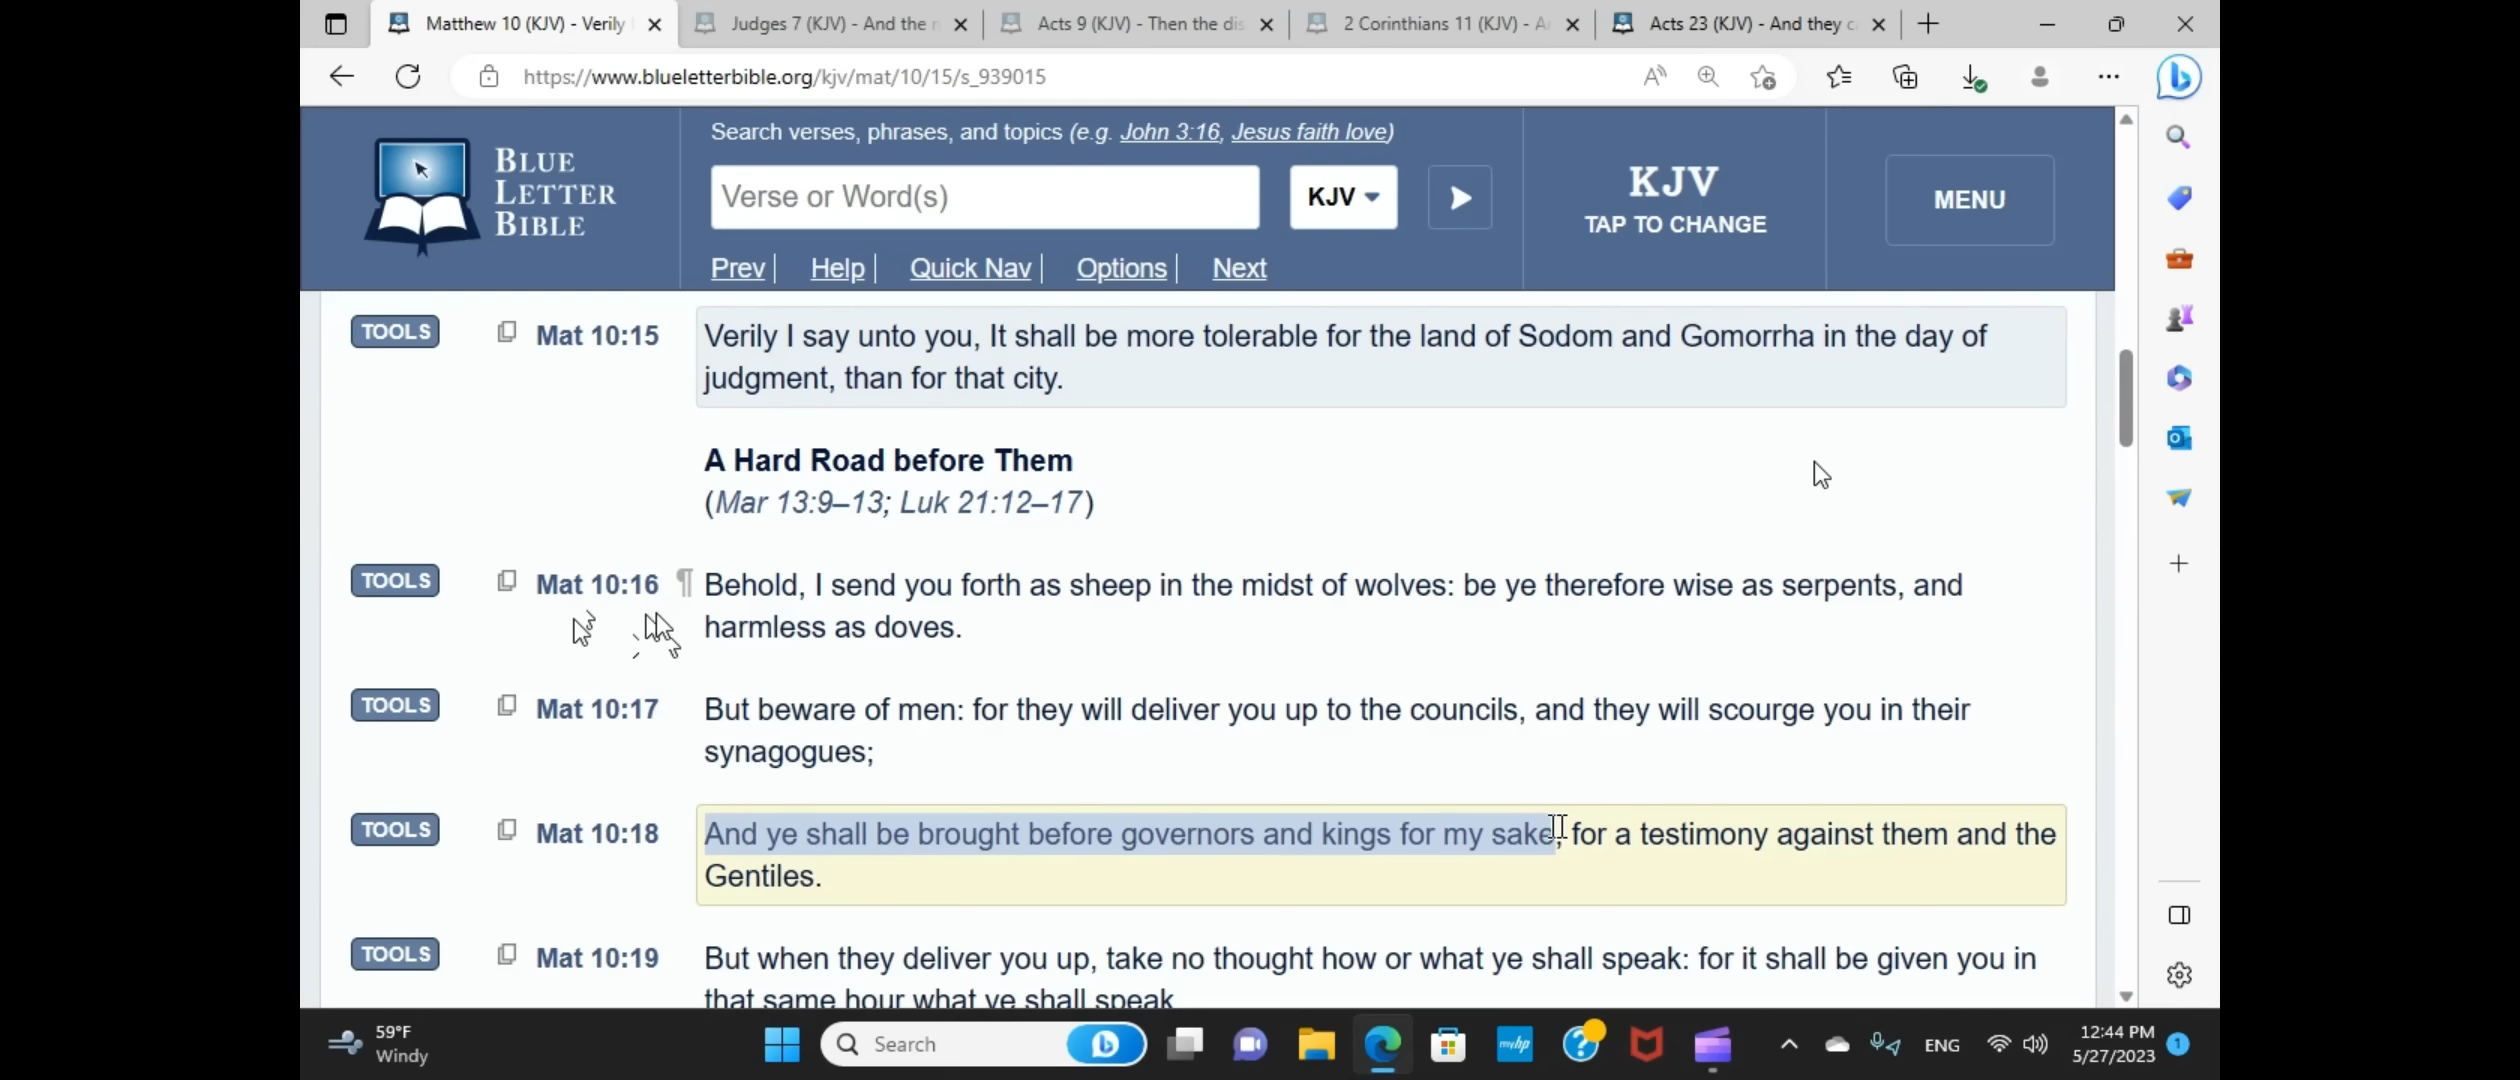 Matthew 10 (KJV) - Verily
Judges 7 (KJV) - And the
Acts 9 (KJV) - Then the dis
2 Corinthians 11 (KJV) - A
Acts 23 (KJV) - And they c
https://www.blueletterbible.org/kjv/mat/10/15/s_939015
BLUE
LETTER
BIBLE
Search verses, phrases, and topics (e.g. John 3:16, Jesus faith love)
Verse or Word(s)
KJV
KJV
TAP TO CHANGE
MENU
Prev | Help | Quick Nav | Options | Next
TOOLS Mat 10:15 Verily I say unto you, It shall be more tolerable for the land of Sodom and Gomorrha in the day of
judgment, than for that city.
A Hard Road before Them
(Mar 13:9–13; Luk 21:12–17)
TOOLS Mat 10:16 ¶ Behold, I send you forth as sheep in the midst of wolves: be ye therefore wise as serpents, and
harmless as doves.
TOOLS Mat 10:17 But beware of men: for they will deliver you up to the councils, and they will scourge you in their
synagogues;
TOOLS Mat 10:18 And ye shall be brought before governors and kings for my sake, for a testimony against them and the
Gentiles.
TOOLS Mat 10:19 But when they deliver you up, take no thought how or what ye shall speak: for it shall be given you in
that same hour what ye shall speak
59°F
Windy
Search
myhp
ENG
12:44 PM
5/27/2023
1